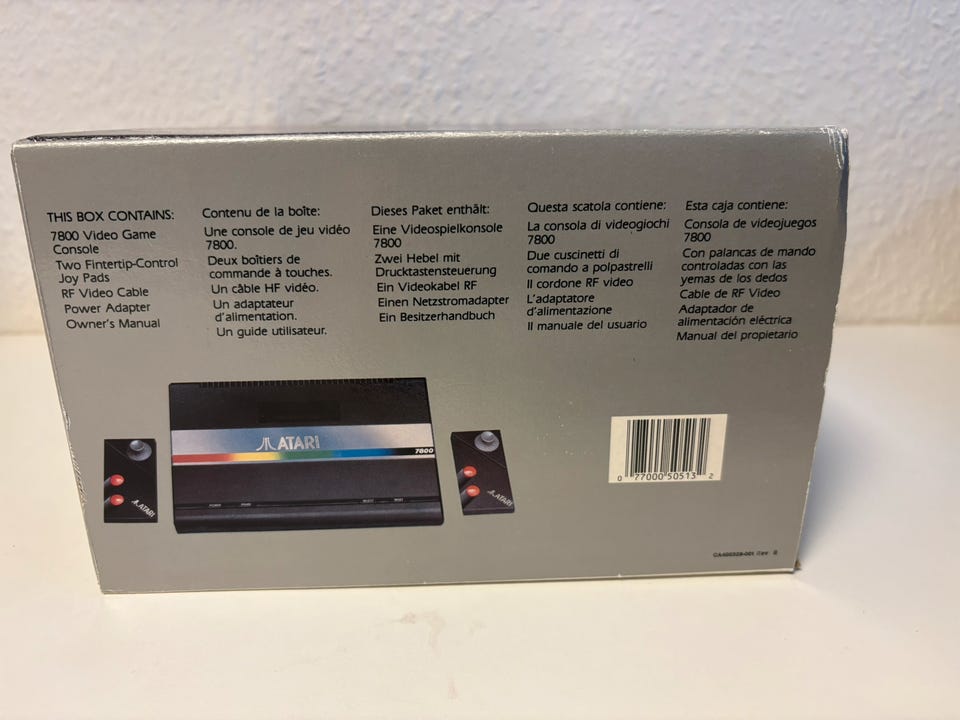 THIS BOX CONTAINS:
7800 Video Game
Console
Two Fintertip-Control
Joy Pads
RF Video Cable
Power Adapter
Owner's Manual
Contenu de la boîte:
Une console de jeu vidéo
7800.
Deux boîtiers de
commande à touches.
Un câble HF vidéo.
Un adaptateur
d'alimentation.
Un guide utilisateur.
Dieses Paket enthält:
Eine Videospielkonsole
7800
Zwei Hebel mit
Drucktastensteuerung
Ein Videokabel RF
Einen Netzstromadapter
Ein Besitzerhandbuch
Questa scatola contiene:
La consola di videogiochi
7800
Due cuscinetti di
comando a polpastrelli
Il cordone RF video
L'adaptatore
d'alimentazione
Il manuale del usuario
Esta caja contiene:
Consola de videojuegos
7800
Con palancas de mando
controladas con las
yemas de los dedos
Cable de RF Video
Adaptador de
alimentación eléctrica
Manual del propietario
ATARI
7800
POWER PAUSE SELECT RESET
ATARI
ATARI
0 77000 50513 2